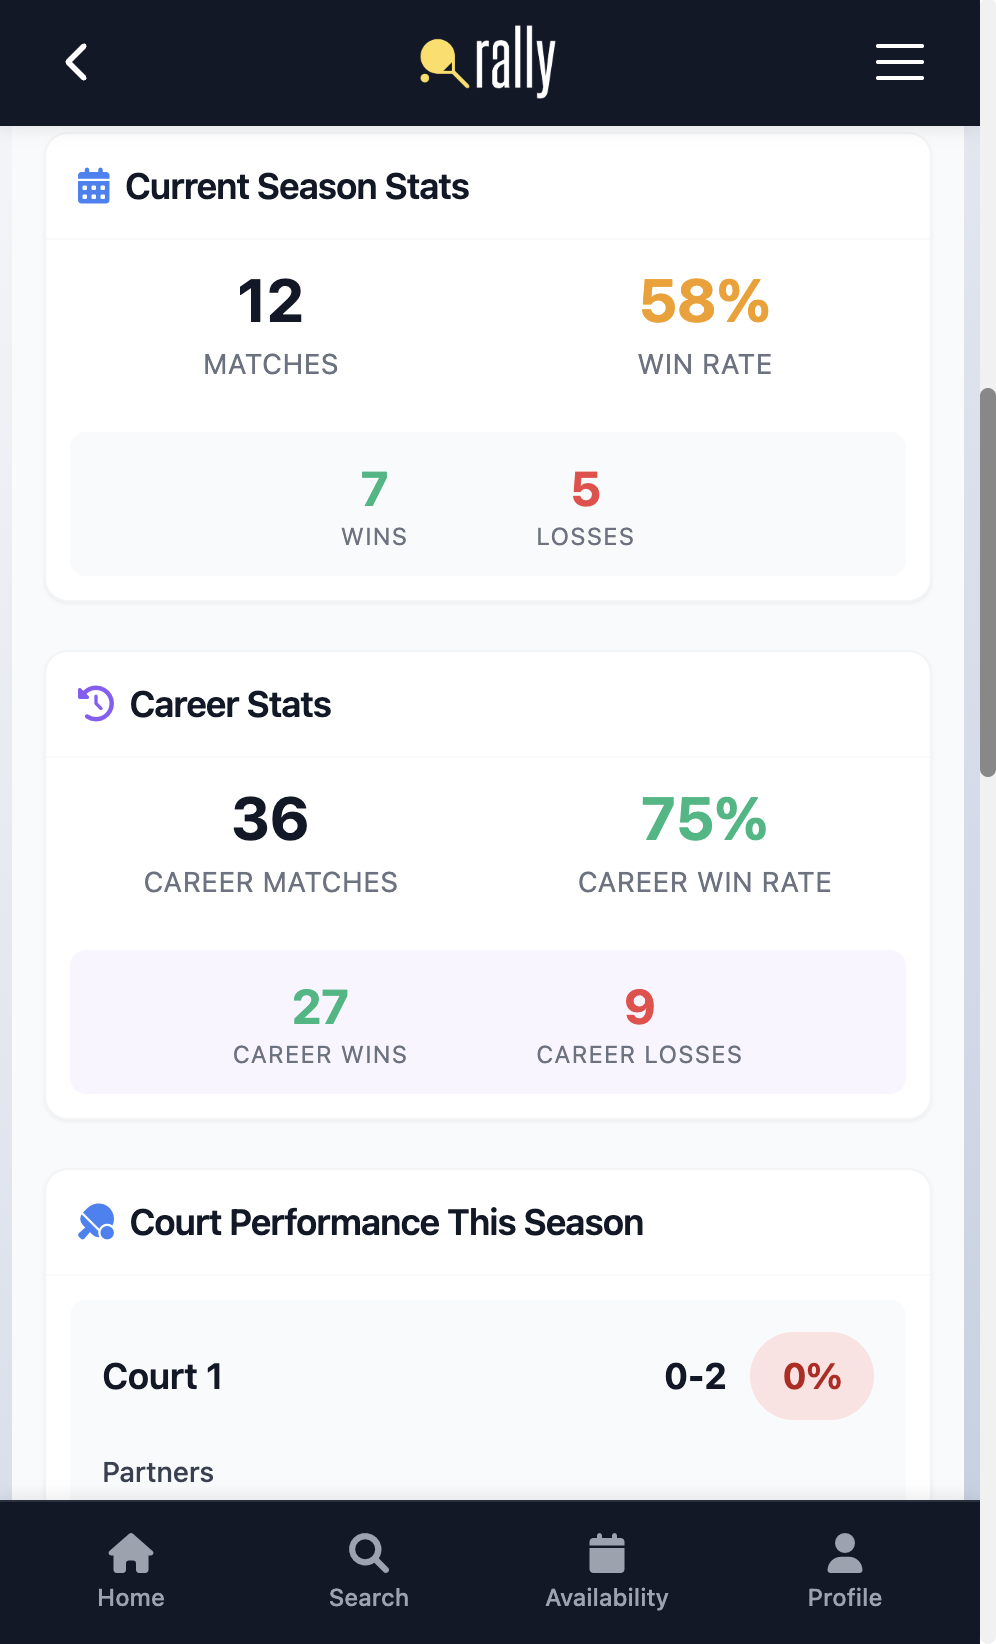 rally
Current Season Stats
12
MATCHES
58%
WIN RATE
7
WINS
5
LOSSES
Career Stats
36
CAREER MATCHES
75%
CAREER WIN RATE
27
CAREER WINS
9
CAREER LOSSES
Court Performance This Season
Court 1
0-2
0%
Partners
Home
Search
Availability
Profile